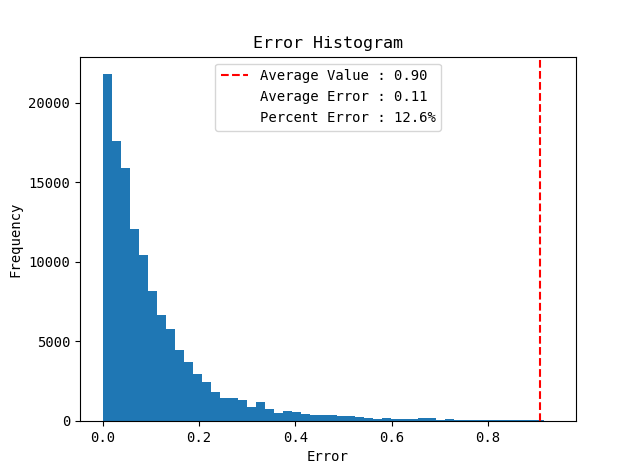 Error Histogram
Average Value : 0.90
Average Error : 0.11
Percent Error : 12.6%
Frequency
20000
15000
10000
5000
0
0.0 0.2 0.4 0.6 0.8
Error